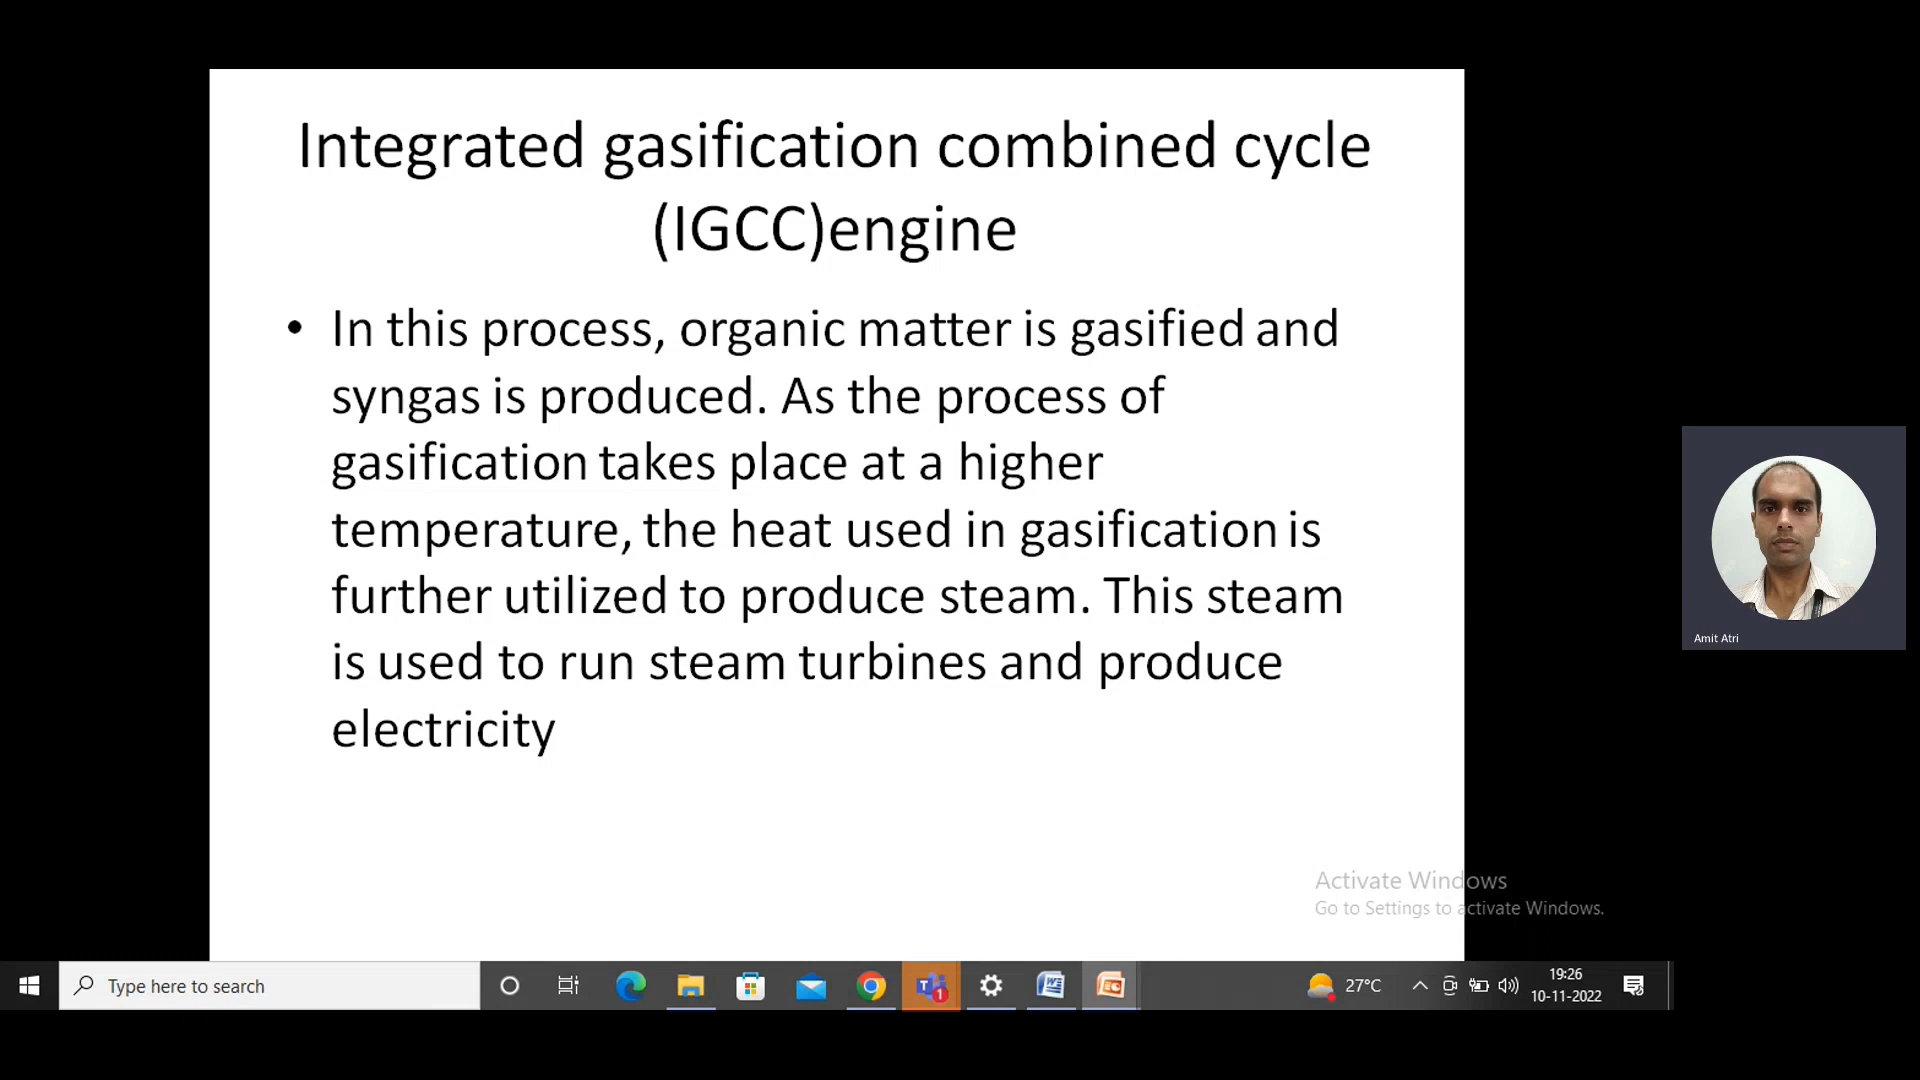 Integrated gasification combined cycle
(IGCC)engine
• In this process, organic matter is gasified and
syngas is produced. As the process of
gasification takes place at a higher
temperature, the heat used in gasification is
further utilized to produce steam. This steam
is used to run steam turbines and produce
electricity
Amit Atri
Activate Windows
Go to Settings to activate Windows.
Type here to search
27°C
19:26
10-11-2022